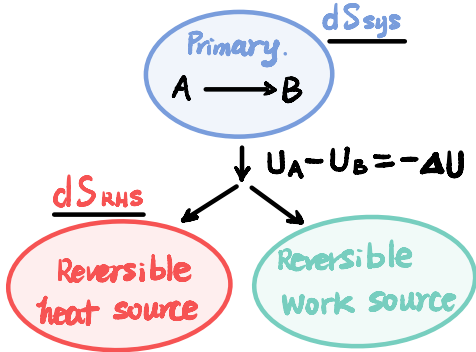 dSsys
Primary.
A → B
UA-UB=-ΔU
dSRHS
Reversible
heat source
Reversible
work source